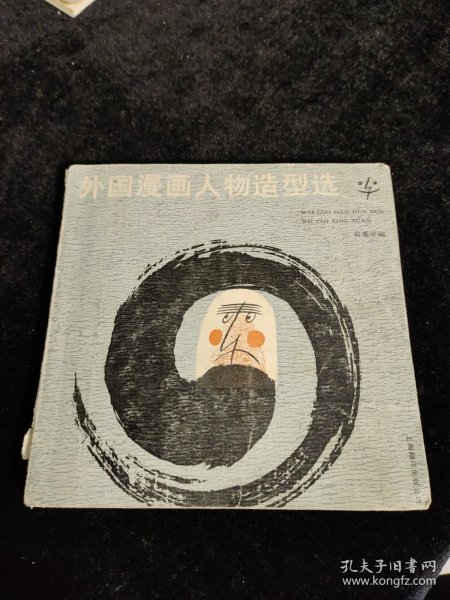 外国漫画人物造型选
WAI GUO MAN HUA REN
WU ZAO XING XUAN
孔夫子旧书网
www.kongfz.com